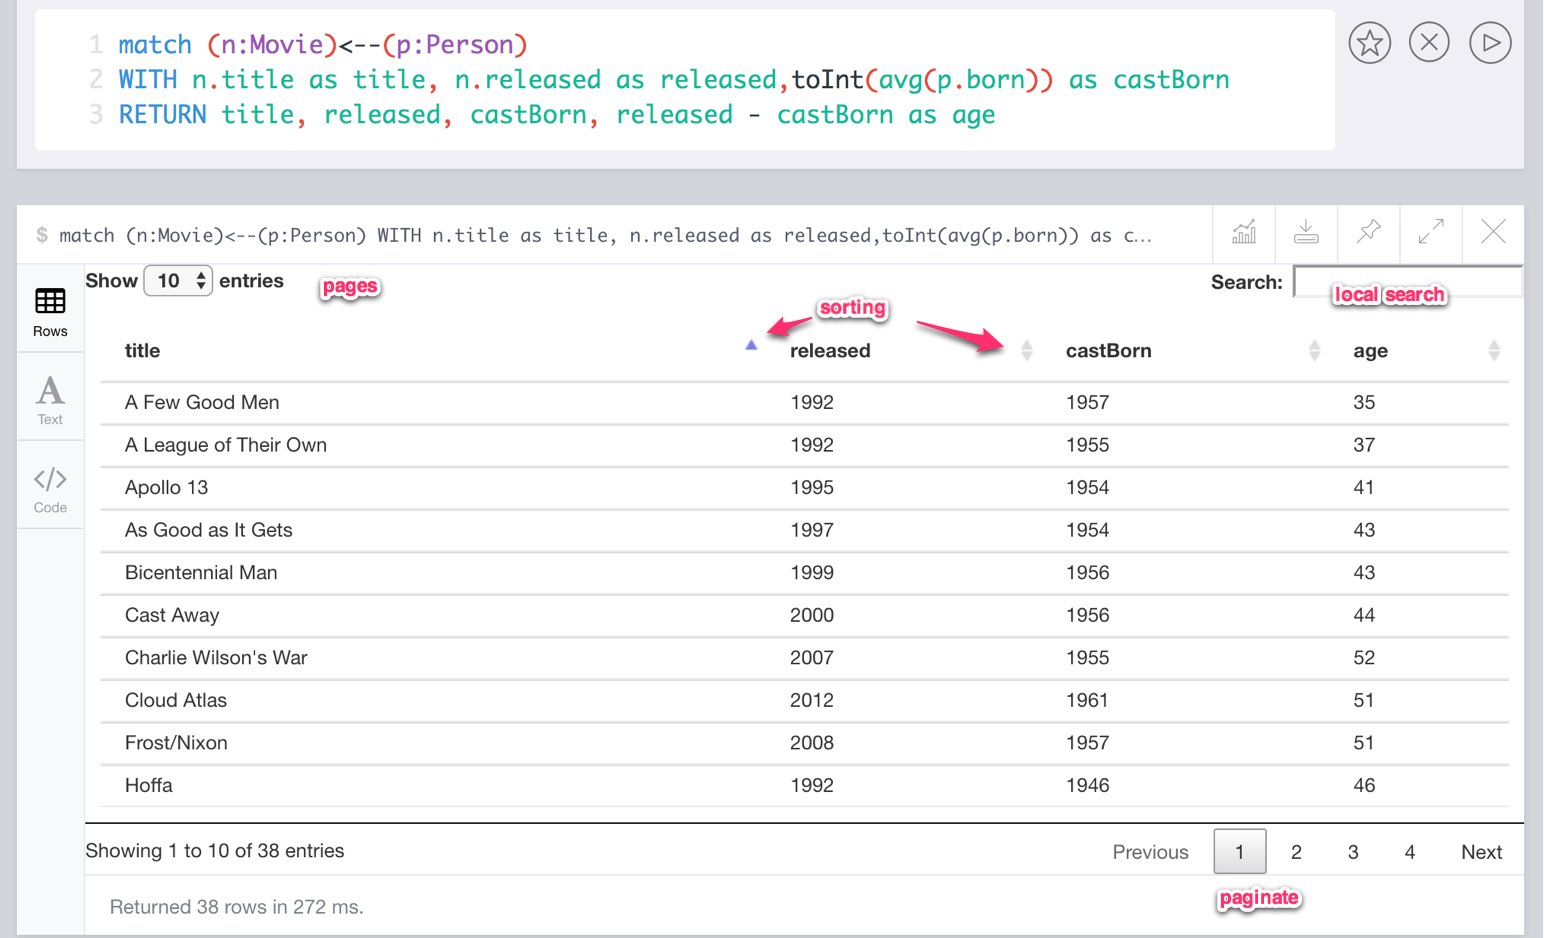 1 match (n:Movie)<--(p:Person)
2 WITH n.title as title, n.released as released,toInt(avg(p.born)) as castBorn
3 RETURN title, released, castBorn, released - castBorn as age
$ match (n:Movie)<--(p:Person) WITH n.title as title, n.released as released,toInt(avg(p.born)) as c...
Show 10 entries pages Search: local search
sorting
Rows
title released castBorn age
A Few Good Men 1992 1957 35
Text
A League of Their Own 1992 1955 37
Apollo 13 1995 1954 41
Code
As Good as It Gets 1997 1954 43
Bicentennial Man 1999 1956 43
Cast Away 2000 1956 44
Charlie Wilson's War 2007 1955 52
Cloud Atlas 2012 1961 51
Frost/Nixon 2008 1957 51
Hoffa 1992 1946 46
Showing 1 to 10 of 38 entries Previous 1 2 3 4 Next
paginate
Returned 38 rows in 272 ms.